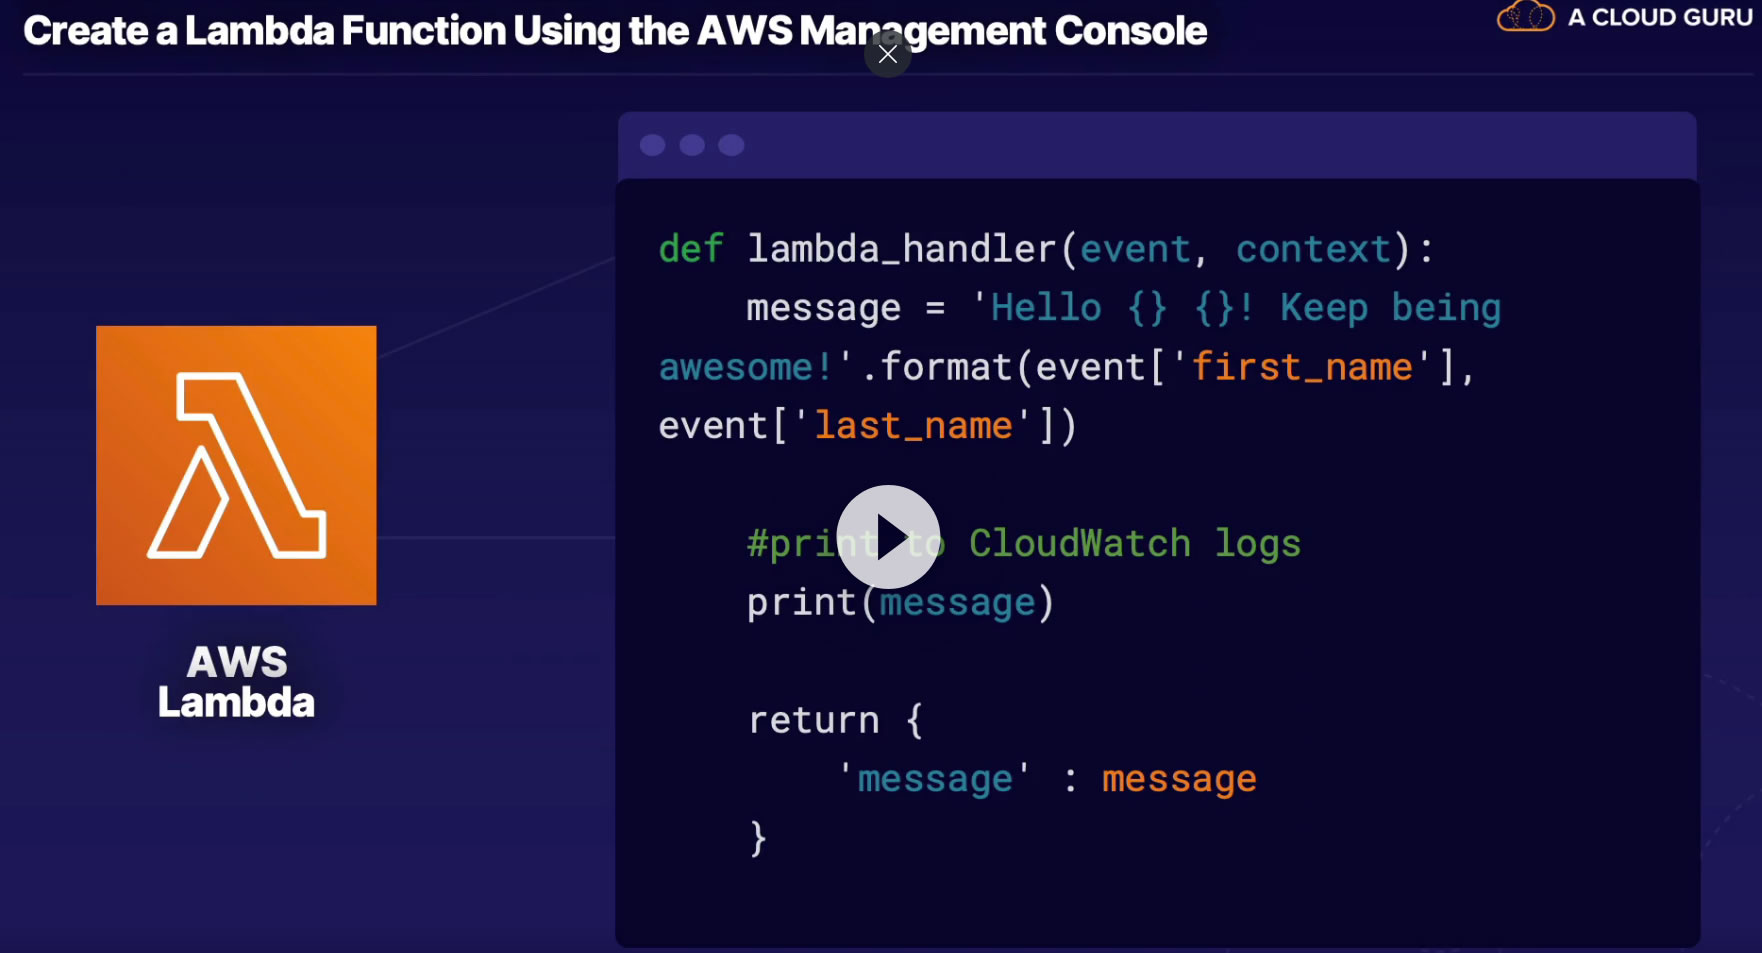 Create a Lambda Function Using the AWS Management Console
A CLOUD GURU
def lambda_handler(event, context):
    message = 'Hello {} {}! Keep being
awesome!'.format(event['first_name'],
event['last_name'])
    #print to CloudWatch logs
    print(message)
    return {
        'message' : message
    }
AWS
Lambda